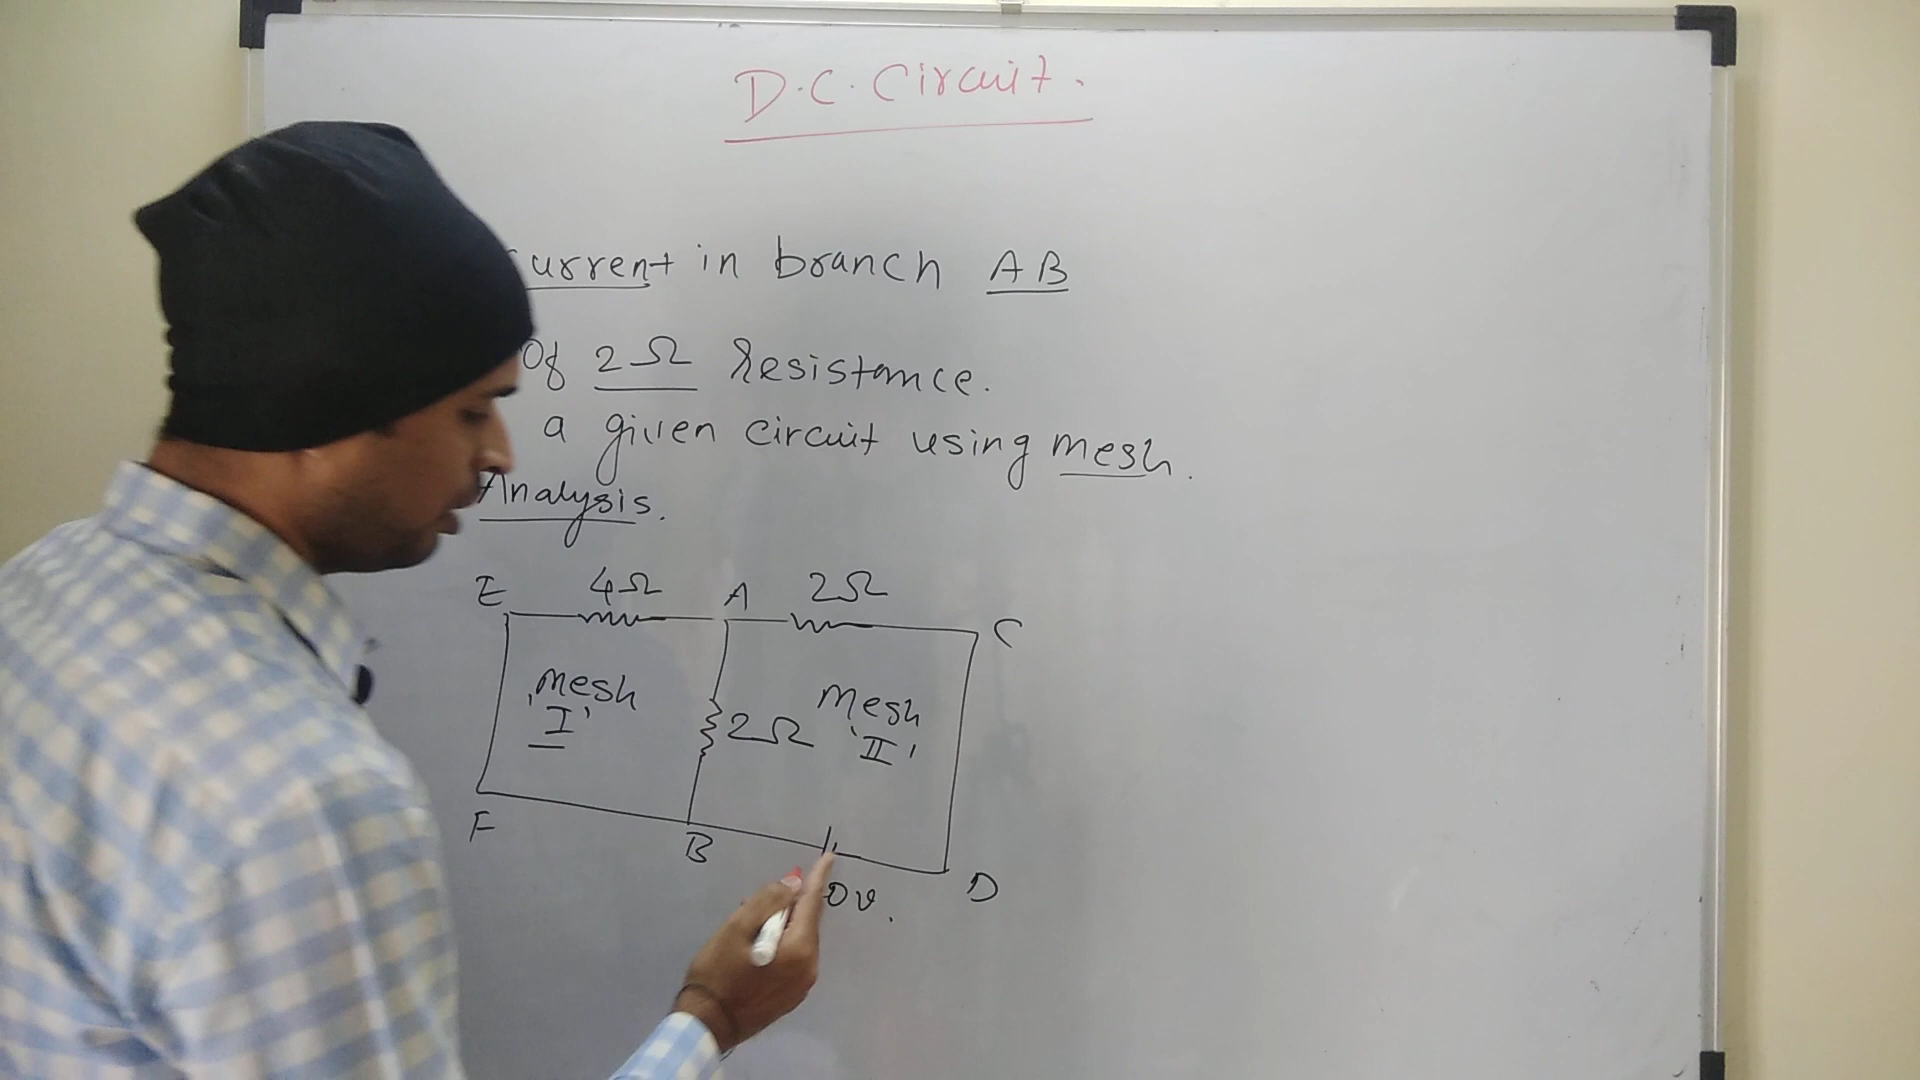 D.C. Circuit.
current in branch AB
Of 2Ω Resistance.
a given circuit using mesh.
Analysis.
E 4Ω A 2Ω C
Mesh 'I'
2Ω
Mesh 'II'
F B D
0v.